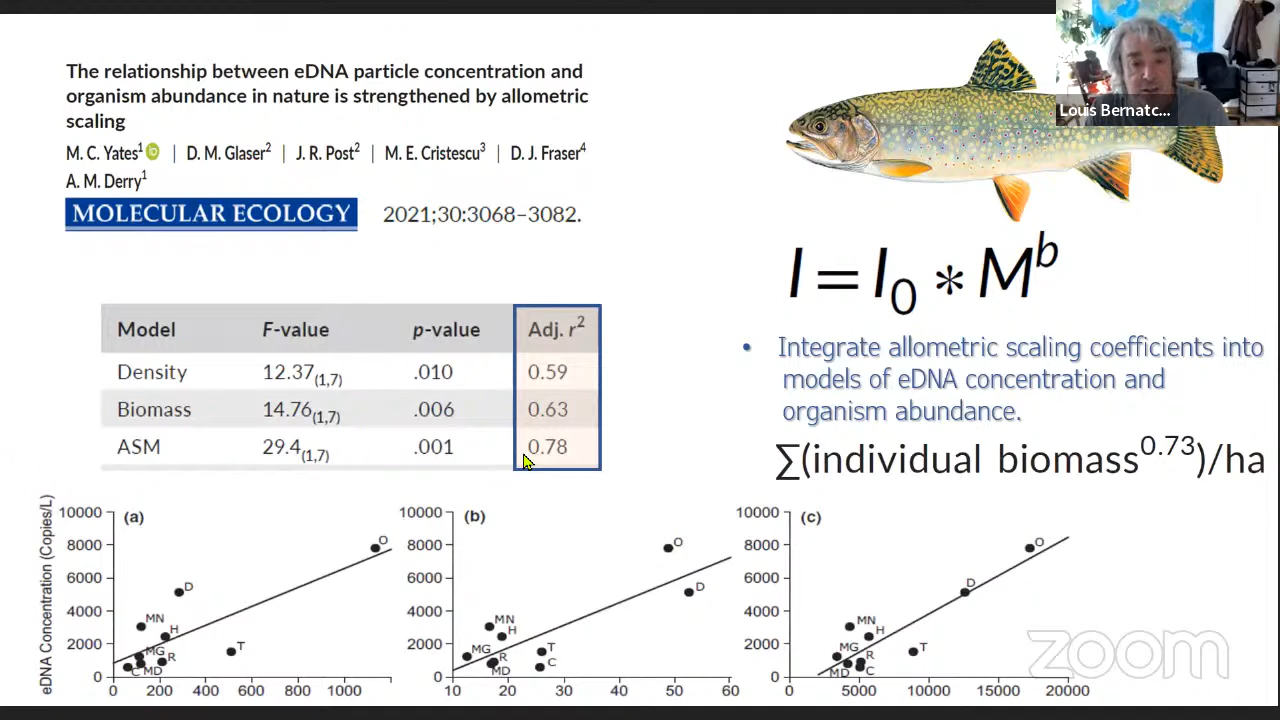 The relationship between eDNA particle concentration and
organism abundance in nature is strengthened by allometric
scaling
M. C. Yates¹ iD | D. M. Glaser² | J. R. Post² | M. E. Cristescu³ | D. J. Fraser⁴
A. M. Derry¹
MOLECULAR ECOLOGY 2021;30:3068–3082.
Louis Bernatc...
I = I₀ * Mᵇ
Model F-value p-value Adj. r²
Density 12.37(1,7) .010 0.59
Biomass 14.76(1,7) .006 0.63
ASM 29.4(1,7) .001 0.78
• Integrate allometric scaling coefficients into
models of eDNA concentration and
organism abundance.
∑(individual biomass^0.73)/ha
eDNA Concentration (Copies/L)
(a)
10000
8000
6000
4000
2000
0
O
D
MN
H
T
MG
R
C
MD
0 200 400 600 800 1000
(b)
10000
8000
6000
4000
2000
0
O
D
MN
H
MG
T
R
C
MD
10 20 30 40 50 60
(c)
10000
8000
6000
4000
2000
0
O
D
MN
H
T
MG
R
MD
C
0 5000 10000 15000 20000
zoom